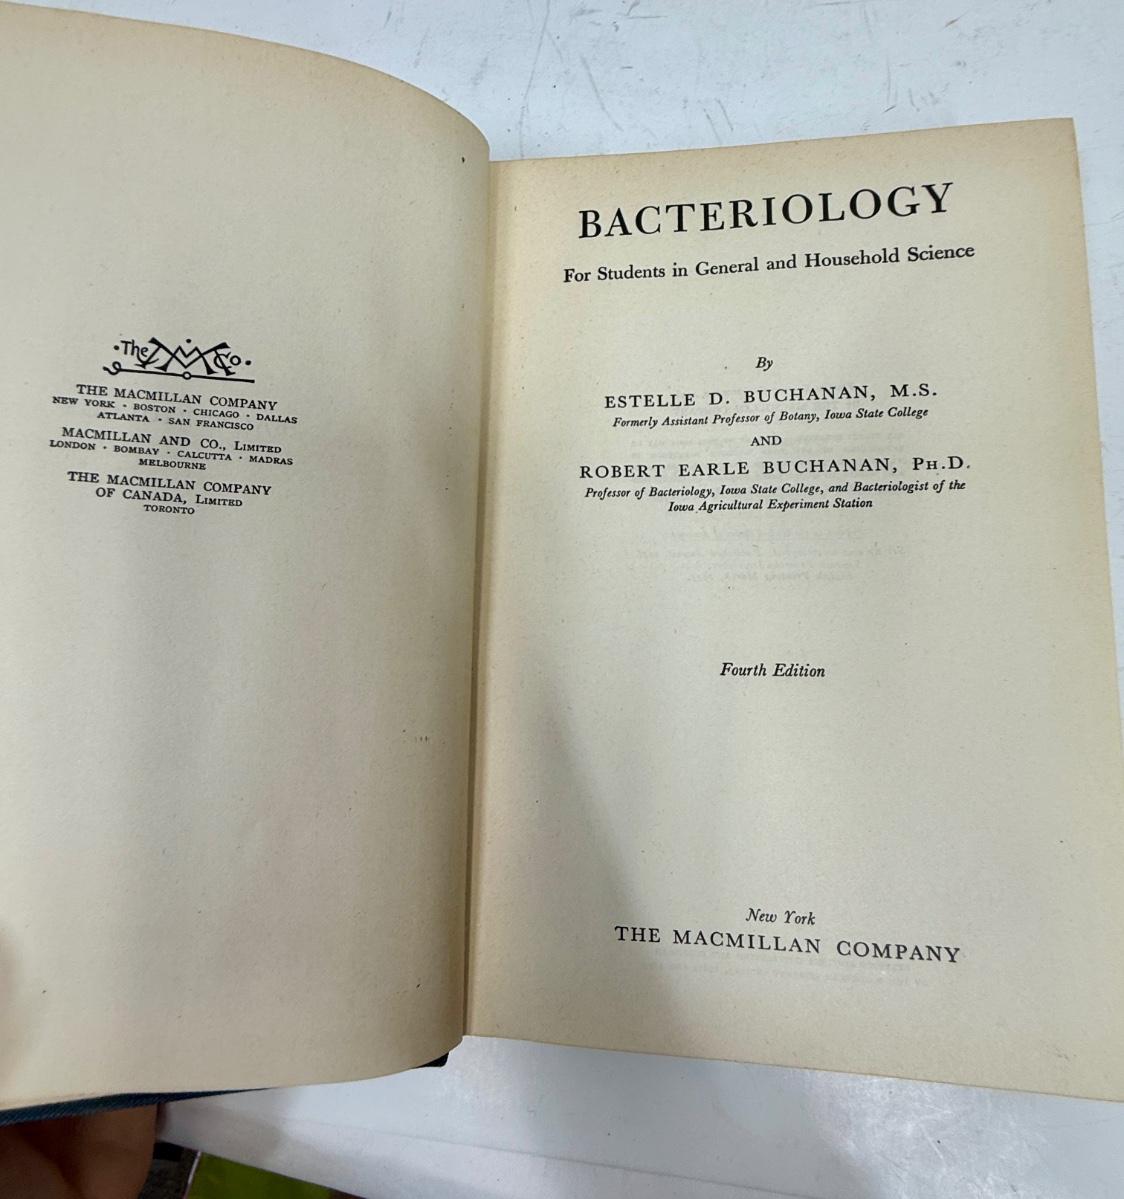 The M Co.
THE MACMILLAN COMPANY
NEW YORK · BOSTON · CHICAGO · DALLAS
ATLANTA · SAN FRANCISCO
MACMILLAN AND CO., LIMITED
LONDON · BOMBAY · CALCUTTA · MADRAS
MELBOURNE
THE MACMILLAN COMPANY
OF CANADA, LIMITED
TORONTO
BACTERIOLOGY
For Students in General and Household Science
By
ESTELLE D. BUCHANAN, M.S.
Formerly Assistant Professor of Botany, Iowa State College
AND
ROBERT EARLE BUCHANAN, PH.D.
Professor of Bacteriology, Iowa State College, and Bacteriologist of the
Iowa Agricultural Experiment Station
Fourth Edition
New York
THE MACMILLAN COMPANY